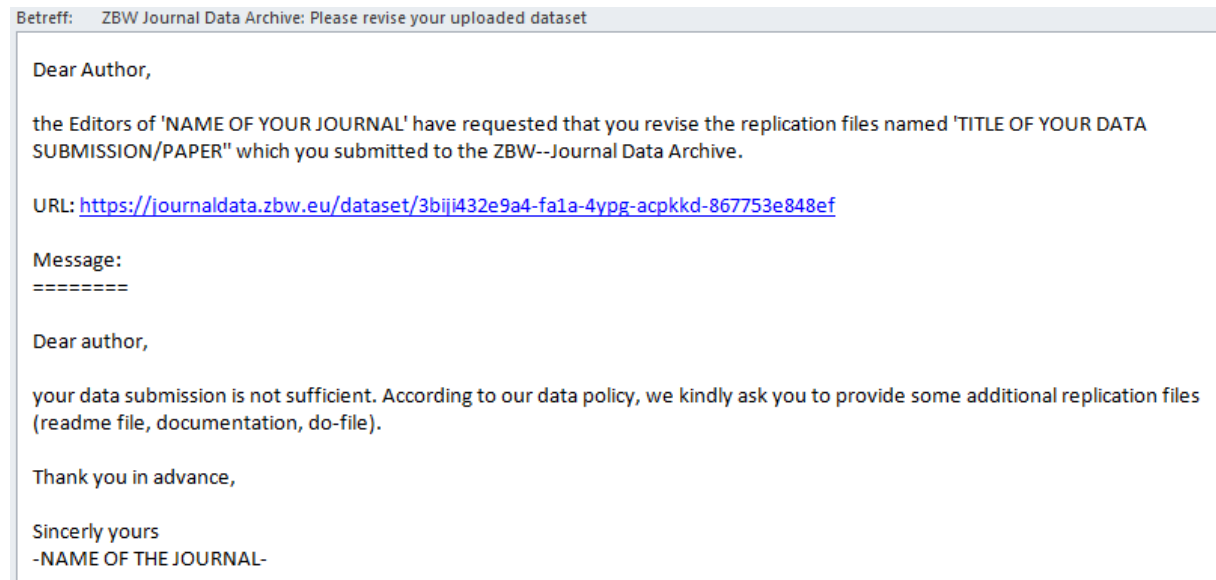 Betreff: ZBW Journal Data Archive: Please revise your uploaded dataset
Dear Author,
the Editors of 'NAME OF YOUR JOURNAL' have requested that you revise the replication files named 'TITLE OF YOUR DATA
SUBMISSION/PAPER" which you submitted to the ZBW--Journal Data Archive.
URL: https://journaldata.zbw.eu/dataset/3biji432e9a4-fa1a-4ypg-acpkkd-867753e848ef
Message:
========
Dear author,
your data submission is not sufficient. According to our data policy, we kindly ask you to provide some additional replication files
(readme file, documentation, do-file).
Thank you in advance,
Sincerly yours
-NAME OF THE JOURNAL-